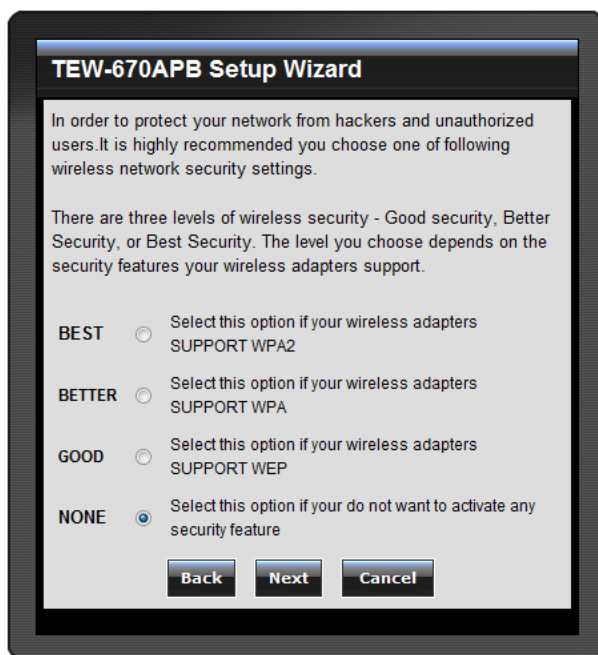 TEW-670APB Setup Wizard
In order to protect your network from hackers and unauthorized
users.It is highly recommended you choose one of following
wireless network security settings.
There are three levels of wireless security - Good security, Better
Security, or Best Security. The level you choose depends on the
security features your wireless adapters support.
BEST Select this option if your wireless adapters
SUPPORT WPA2
BETTER Select this option if your wireless adapters
SUPPORT WPA
GOOD Select this option if your wireless adapters
SUPPORT WEP
NONE Select this option if your do not want to activate any
security feature
Back Next Cancel